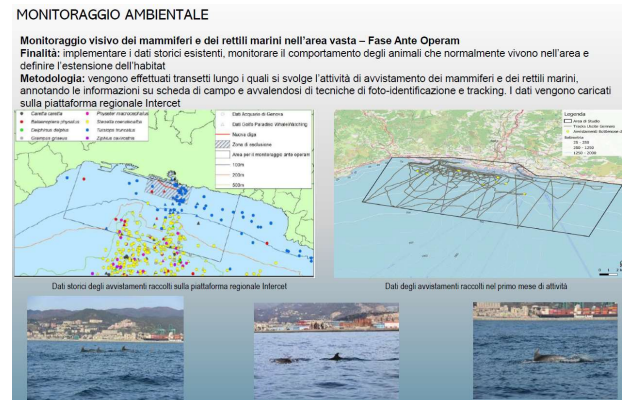 MONITORAGGIO AMBIENTALE
Monitoraggio visivo dei mammiferi e dei rettili marini nell'area vasta – Fase Ante Operam
Finalità: implementare i dati storici esistenti, monitorare il comportamento degli animali che normalmente vivono nell'area e
definire l'estensione dell'habitat
Metodologia: vengono effettuati transetti lungo i quali si svolge l'attività di avvistamento dei mammiferi e dei rettili marini,
annotando le informazioni su scheda di campo e avvalendosi di tecniche di foto-identificazione e tracking. I dati vengono caricati
sulla piattaforma regionale Intercet
Caretta caretta
Balaenoptera physalus
Delphinus delphis
Grampus griseus
Physeter macrocephalus
Stenella coeruleoalba
Tursiops truncatus
Ziphius cavirostris
Dati Acquario di Genova
Dati Golfo Paradiso Whalewatching
Nuova diga
Zona di esclusione
Area per il monitoraggio ante operam
100m
200m
500m
Legenda
Area di Studio
Bathimetria
Dati storici degli avvistamenti raccolti sulla piattaforma regionale Intercet
Dati degli avvistamenti raccolti nel primo mese di attività